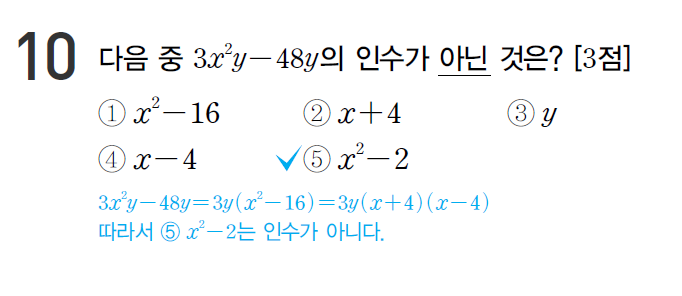 10 다음 중 3x²y-48y의 인수가 아닌 것은? [3점]
① x²-16 ② x+4 ③ y
④ x-4 ✓⑤ x²-2
3x²y-48y=3y(x²-16)=3y(x+4)(x-4)
따라서 ⑤ x²-2는 인수가 아니다.